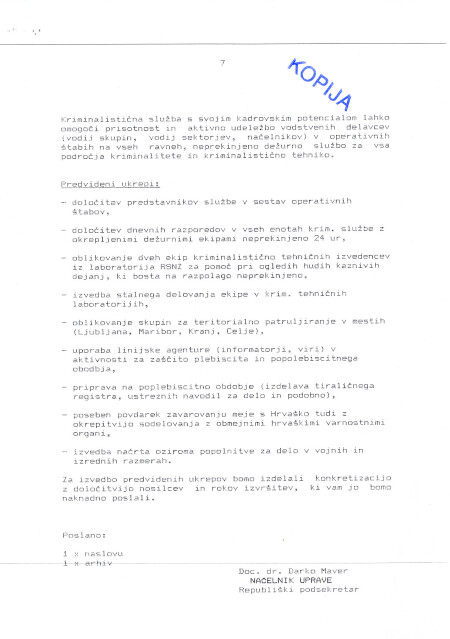 7
KOPIJA
Kriminalistična služba s svojim kadrovskim potencialom lahko
omogoči prisotnost in aktivno udeležbo vodstvenih delavcev
(vodij skupin, vodij sektorjev, načelnikov) v operativnih
štabih na vseh ravneh, neprekinjeno dežurno službo za vsa
področja kriminalitete in kriminalistično tehniko.
Predvideni ukrepi:
- določitev predstavnikov službe v sestav operativnih
štabov,
- določitev dnevnih razporedov v vseh enotah krim. službe z
okrepljenimi dežurnimi ekipami neprekinjeno 24 ur,
- oblikovanje dveh ekip kriminalistično tehničnih izvedencev
iz laboratorija RSNZ za pomoč pri ogledih hudih kaznivih
dejanj, ki bosta na razpolago neprekinjeno,
- izvedba stalnega delovanja ekipe v krim. tehničnih
laboratorijih,
- oblikovanje skupin za teritorialno patruljiranje v mestih
(Ljubljana, Maribor, Kranj, Celje),
- uporaba linijske agenture (informatorji, viri) v
aktivnosti za zaščito plebiscita in popolebiscitnega
obodbja,
- priprava na poplebiscitno obdobje (izdelava tiraličnega
registra, ustreznih navodil za delo in podobno),
- poseben povdarek zavarovanju meje s Hrvaško tudi z
okrepitvijo sodelovanja z obmejnimi hrvaškimi varnostnimi
organi,
- izvedba načrta oziroma popolnitve za delo v vojnih in
izrednih razmerah.
Za izvedbo predvidenih ukrepov bomo izdelali konkretizacijo
z določitvijo nosilcev in rokov izvršitev, ki vam jo bomo
naknadno poslali.
Poslano:
1 x naslovu
1 x arhiv
Doc. dr. Darko Maver
NAČELNIK UPRAVE
Republiški podsekretar